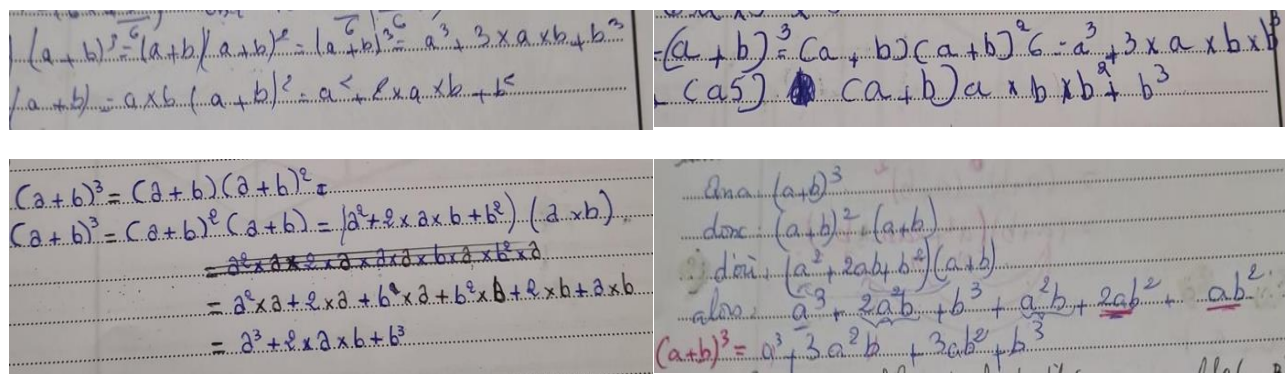 (a+b)³ = (a+b)(a+b)² = (a+b)³ = a³ + 3×a×b + b³
(a+b) = a×b (a+b)² = a² + 2×a×b + b²
=(a+b)³=(a+b)(a+b)² = a³+3×a×b×b
(a5) (a+b)a×b×b²+b³
(a+b)³ = (a+b)(a+b)² =
(a+b)³ = (a+b)²(a+b) = (a²+2×a×b+b²)(a×b)
= a²×a+2×a+b²×a+b²×b+2×b+a×b
= a³+2×a×b+b³
Ona: (a+b)³
donc: (a+b)² . (a+b)
doù: (a²+2ab+b²)(a+b)
alors: a³ + 2a²b + b³ + a²b + 2ab² + ab²
(a+b)³ = a³+3a²b+3ab²+b³